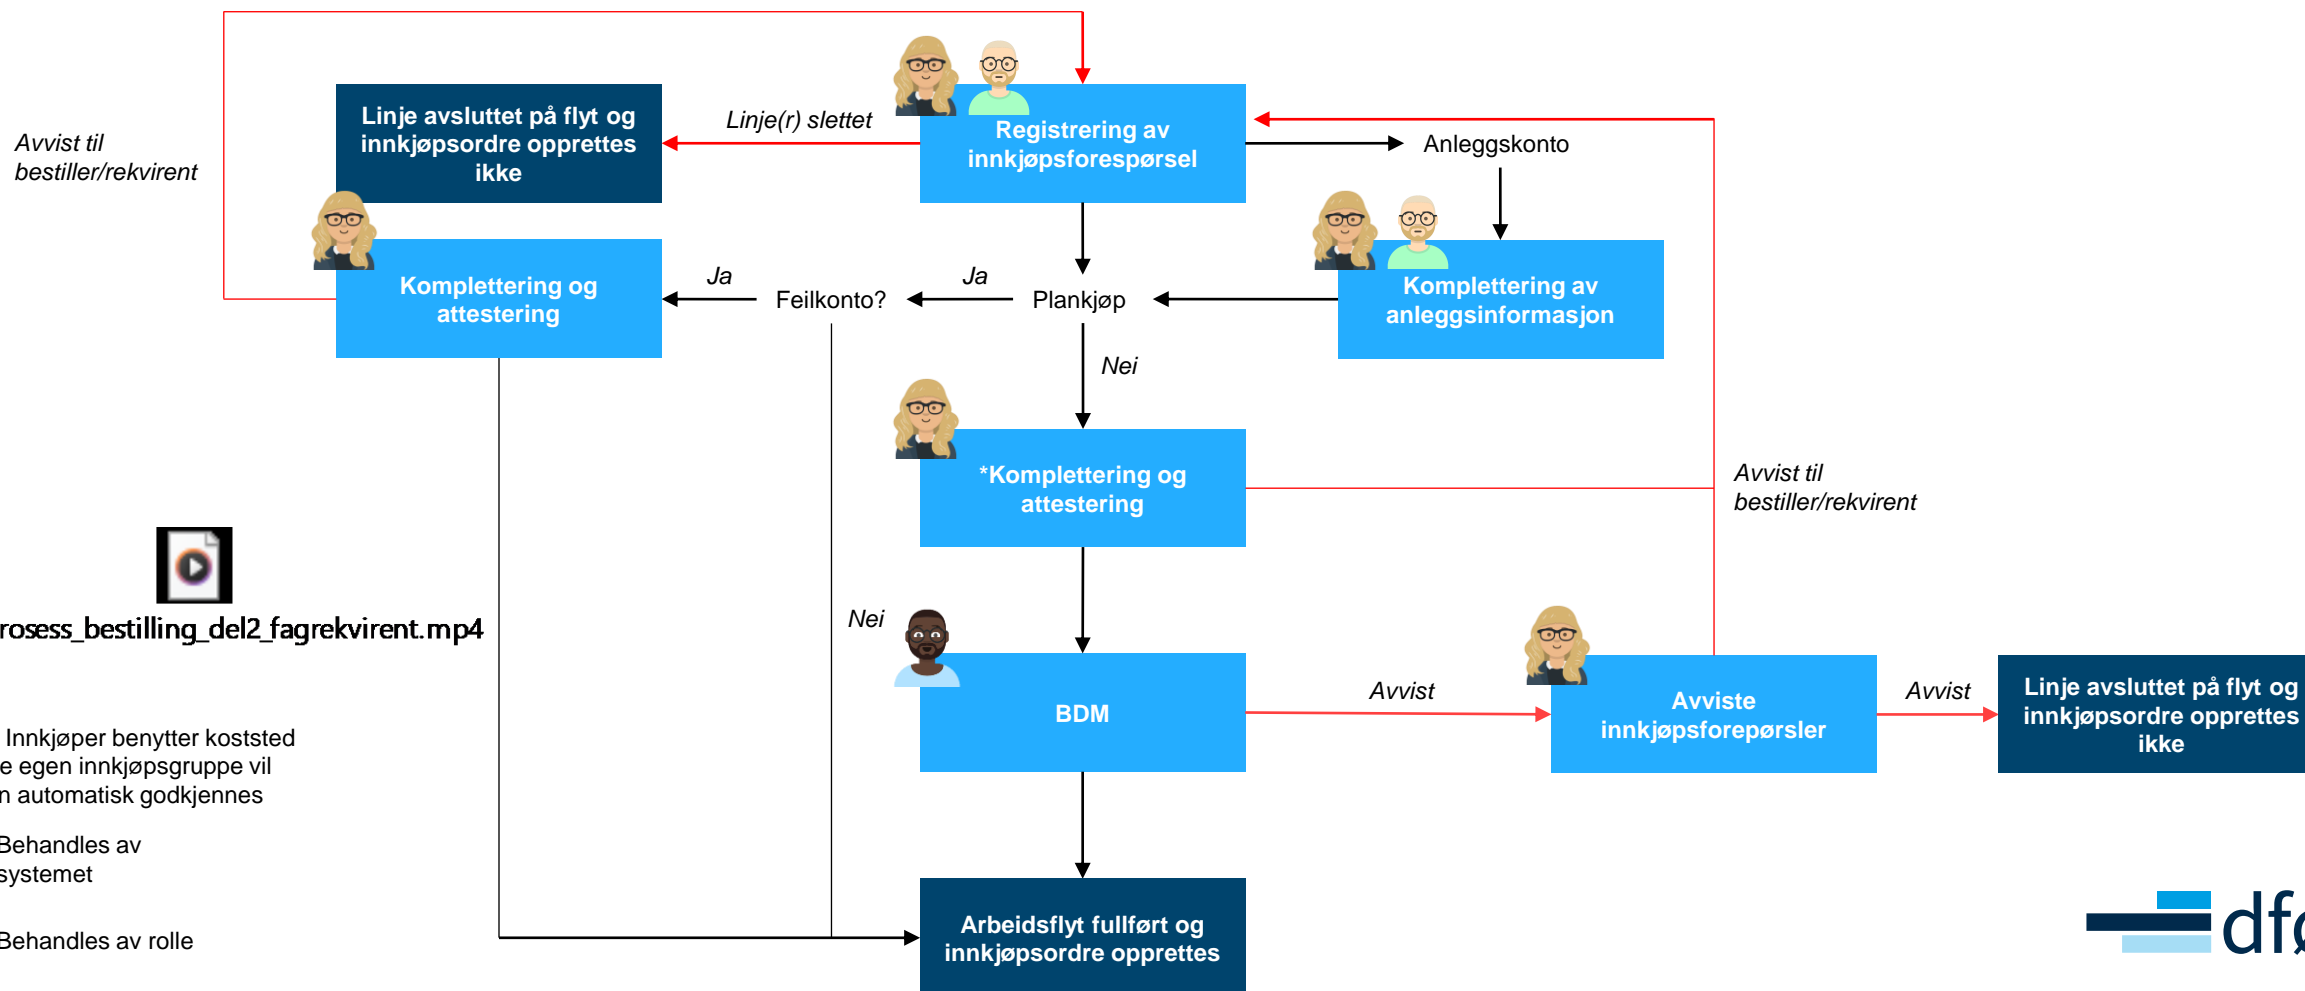 Avvist til
bestiller/rekvirent
Linje avsluttet på flyt og
innkjøpsordre opprettes
ikke
Linje(r) slettet
Registrering av
innkjøpsforespørsel
Anleggskonto
Komplettering og
attestering
Ja
Feilkonto?
Ja
Plankjøp
Komplettering av
anleggsinformasjon
Nei
*Komplettering og
attestering
Avvist til
bestiller/rekvirent
rosess_bestilling_del2_fagrekvirent.mp4
Nei
BDM
Avvist
Avviste
innkjøpsforepørsler
Avvist
Linje avsluttet på flyt og
innkjøpsordre opprettes
ikke
Innkjøper benytter koststed
e egen innkjøpsgruppe vil
n automatisk godkjennes
Behandles av
systemet
Behandles av rolle
Arbeidsflyt fullført og
innkjøpsordre opprettes
dfø